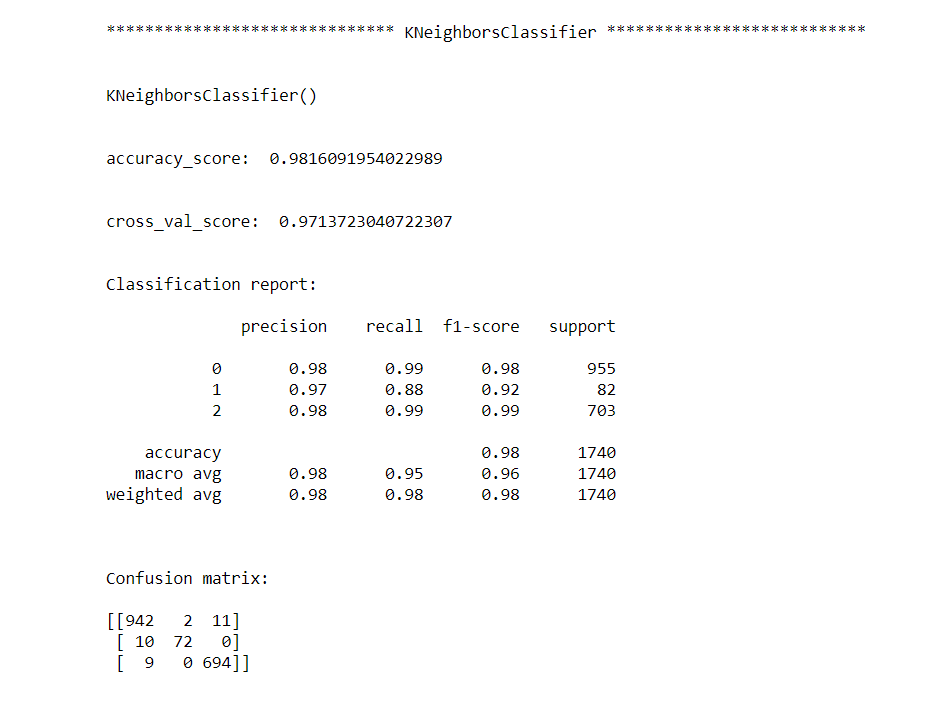 ****************************** KNeighborsClassifier ***************************
KNeighborsClassifier()
accuracy_score:  0.9816091954022989
cross_val_score:  0.9713723040722307
Classification report:
              precision    recall  f1-score   support
           0       0.98      0.99      0.98       955
           1       0.97      0.88      0.92        82
           2       0.98      0.99      0.99       703
    accuracy                           0.98      1740
   macro avg       0.98      0.95      0.96      1740
weighted avg       0.98      0.98      0.98      1740
Confusion matrix:
[[942   2  11]
 [ 10  72   0]
 [  9   0 694]]